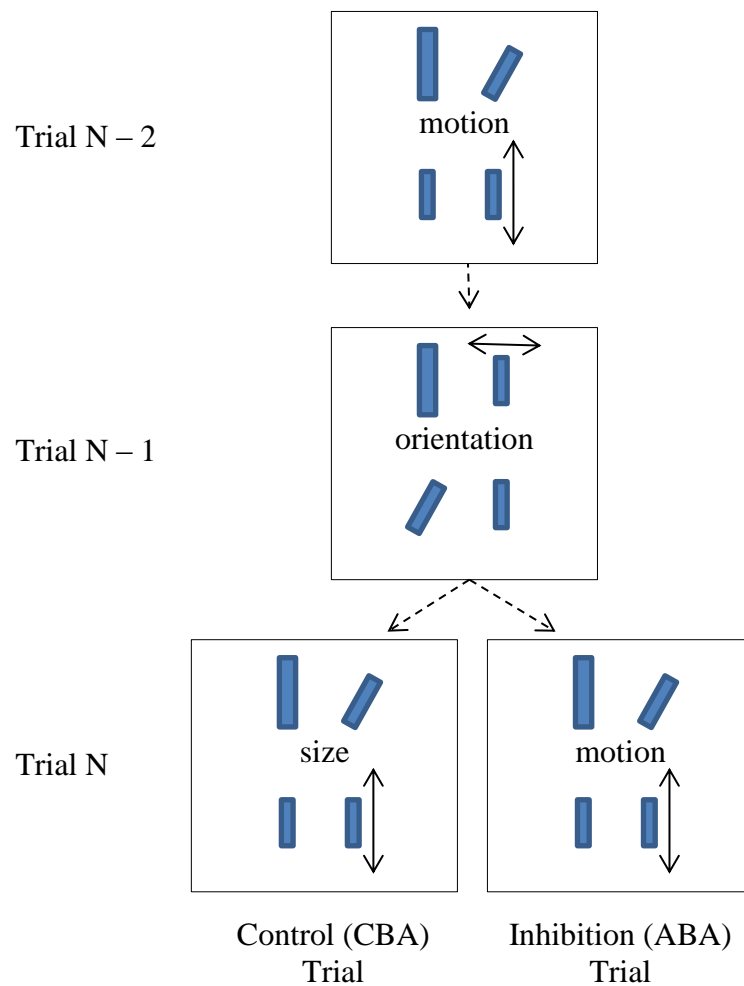 Trial N – 2
motion
Trial N – 1
orientation
Trial N
size
motion
Control (CBA)
Trial
Inhibition (ABA)
Trial